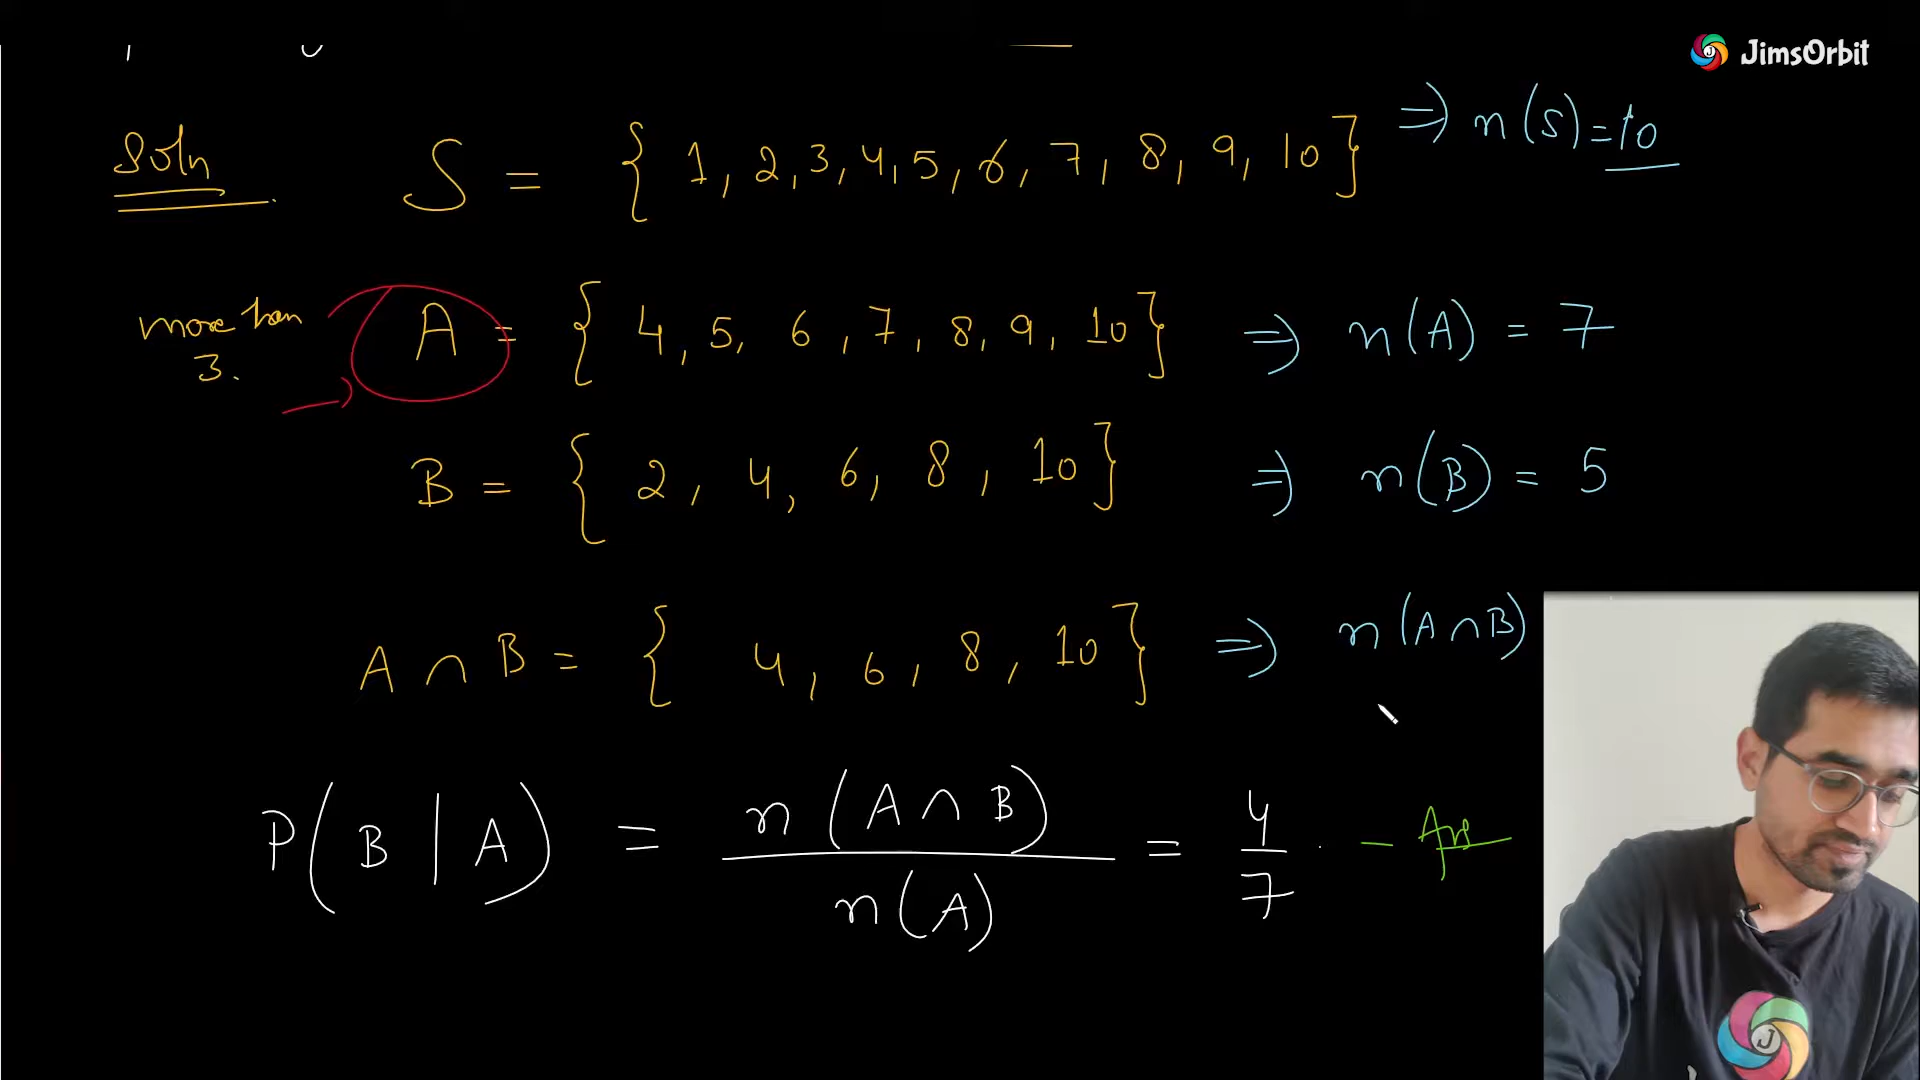 JimsOrbit
Soln S = { 1, 2, 3, 4, 5, 6, 7, 8, 9, 10 } ⇒ n(S) = 10
more than 3. A = { 4, 5, 6, 7, 8, 9, 10 } ⇒ n(A) = 7
B = { 2, 4, 6, 8, 10 } ⇒ n(B) = 5
A ∩ B = { 4, 6, 8, 10 } ⇒ n(A ∩ B)
P(B | A) = n(A ∩ B) / n(A) = 4/7 . - Ans
J